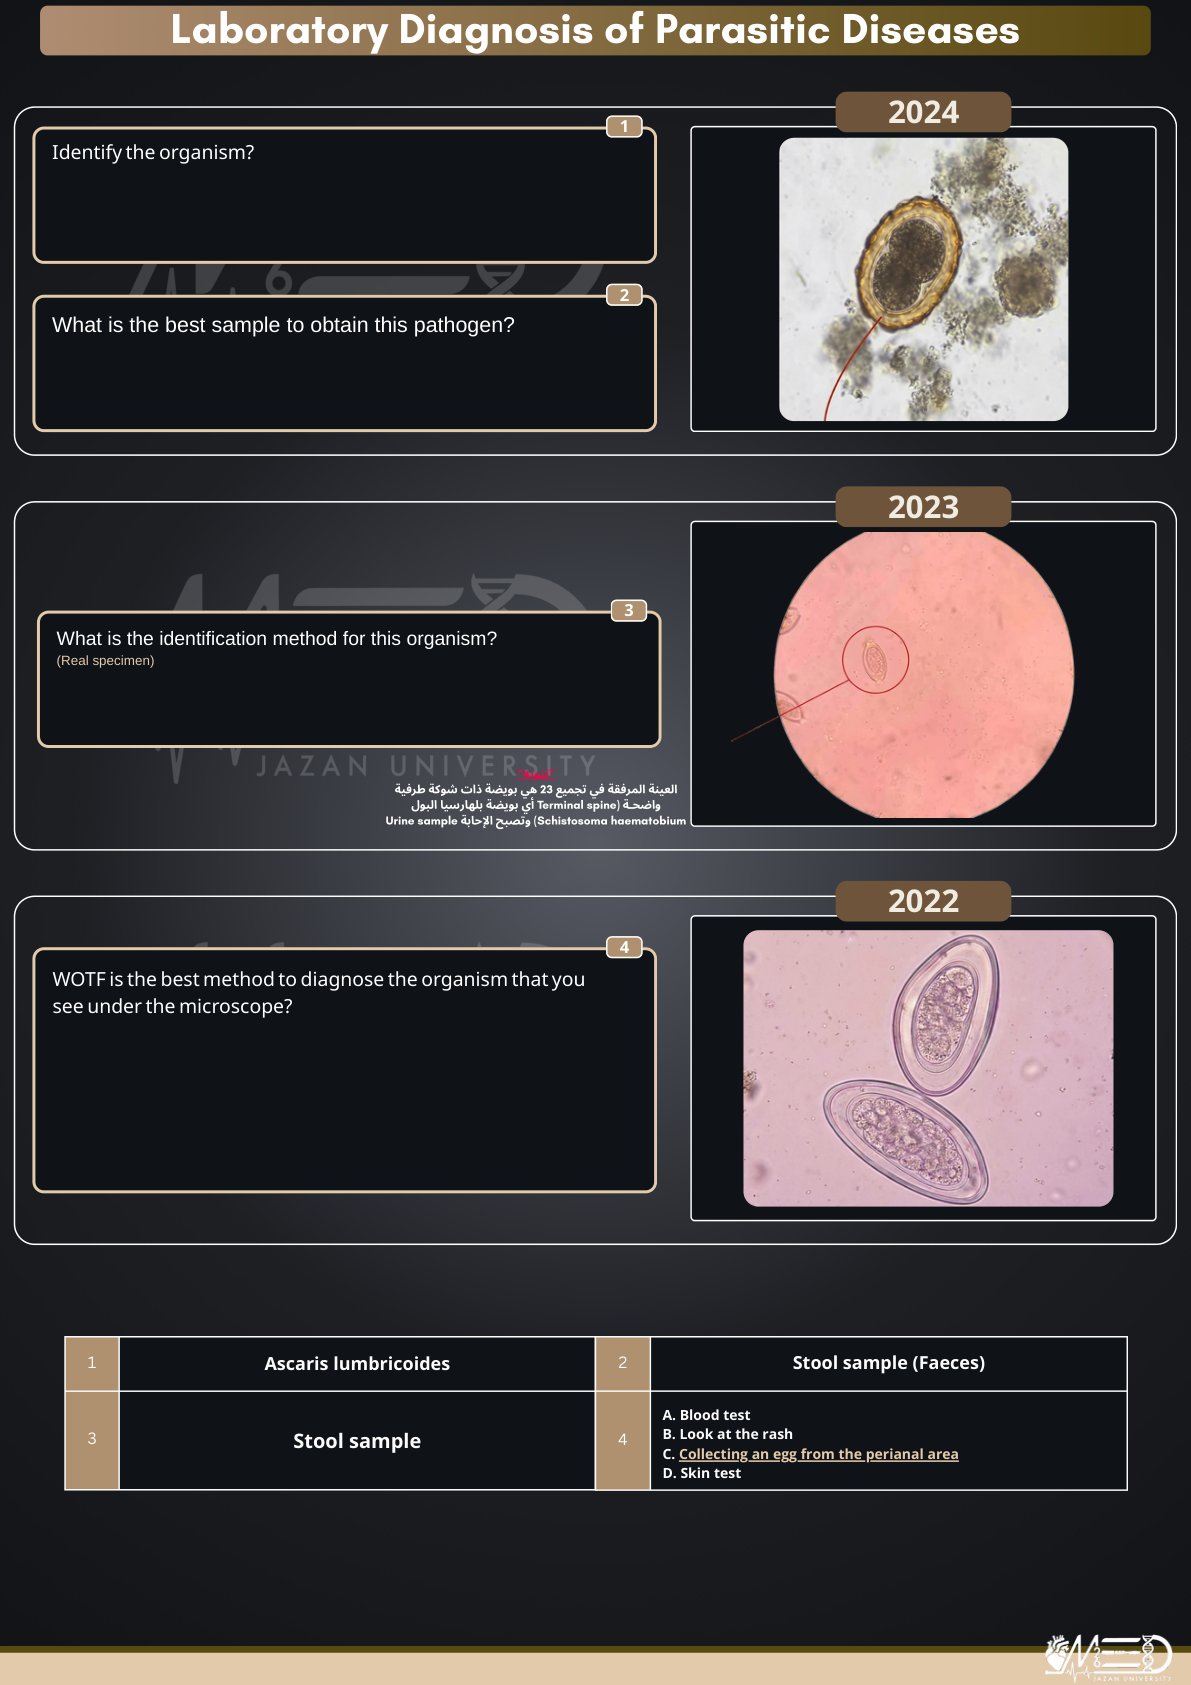 Laboratory Diagnosis of Parasitic Diseases
2024
1
Identify the organism?
2
What is the best sample to obtain this pathogen?
2023
3
What is the identification method for this organism?
(Real specimen)
JAZAN UNIVERSITY
العينة المرفقة في تجميع 23 هي بويضة ذات شوكة طرفية
واضحة (Terminal spine) أي بويضة بلهارسيا البول
Schistosoma haematobium) وتصبح الإجابة Urine sample
2022
4
WOTF is the best method to diagnose the organism that you
see under the microscope?
1
Ascaris lumbricoides
2
Stool sample (Faeces)
3
Stool sample
4
A. Blood test
B. Look at the rash
C. Collecting an egg from the perianal area
D. Skin test
MED
26
JAZAN UNIVERSITY